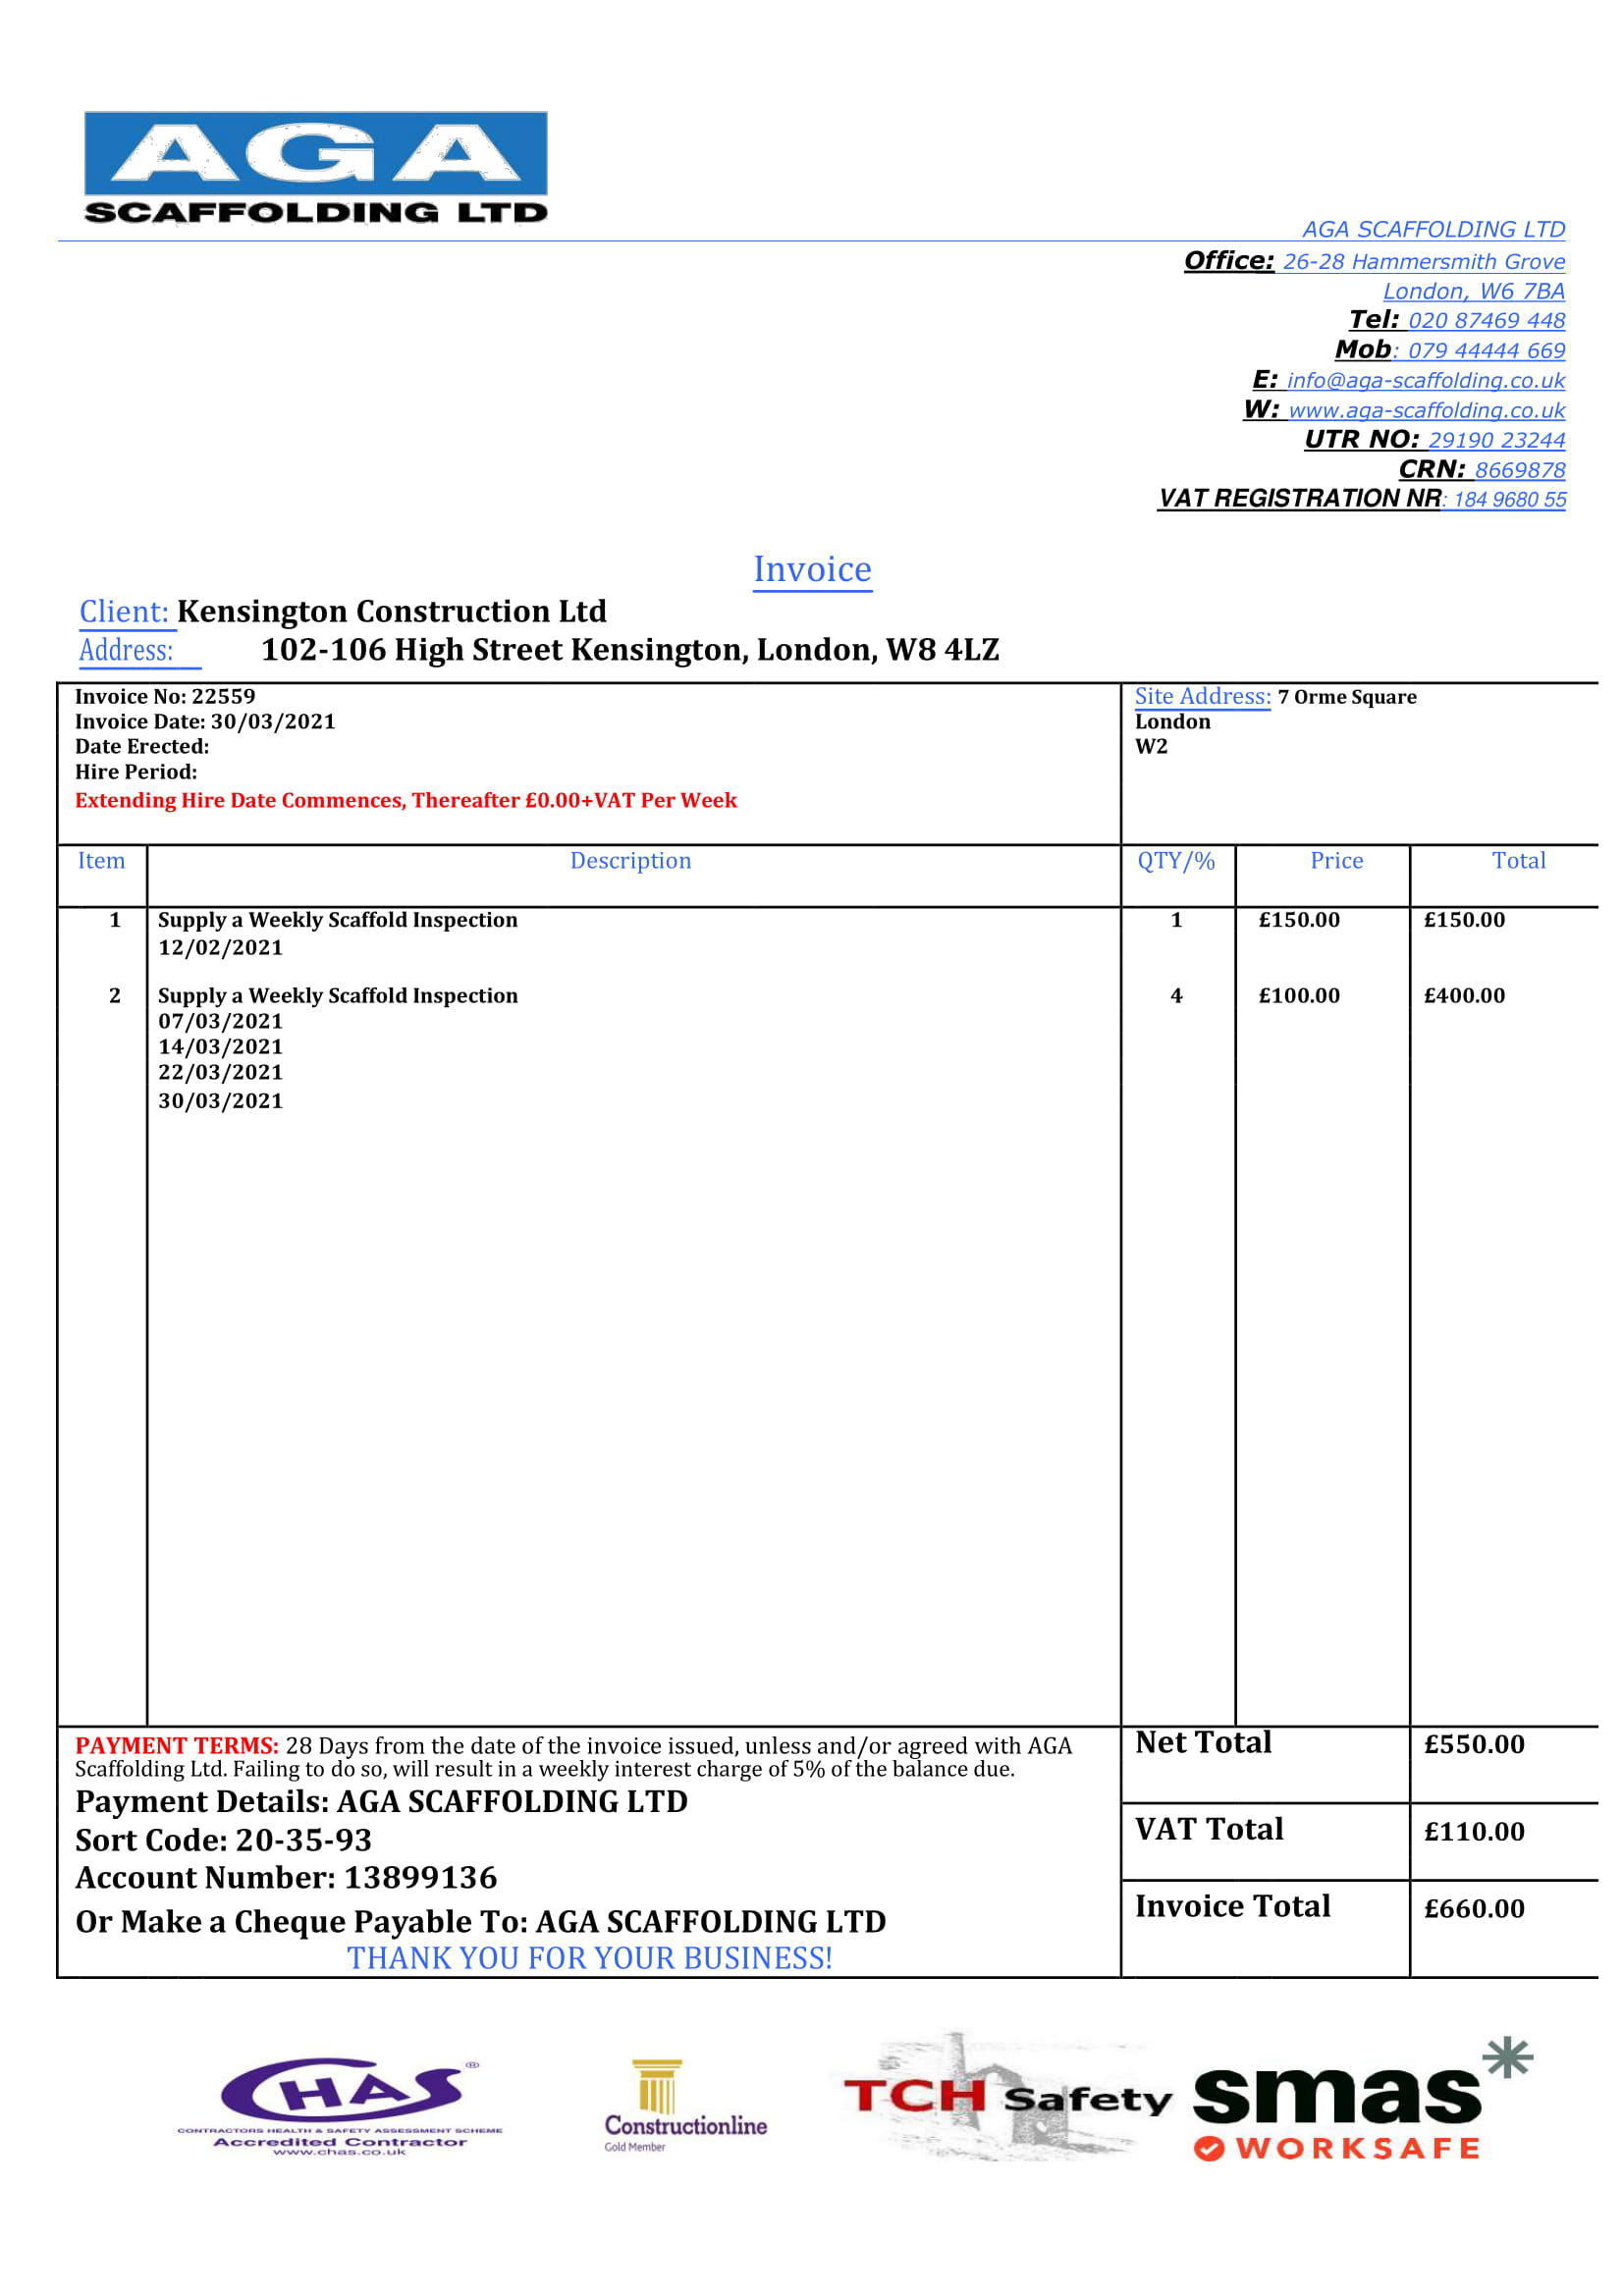 AGA
SCAFFOLDING LTD
AGA SCAFFOLDING LTD
Office: 26-28 Hammersmith Grove
London, W6 7BA
Tel: 020 87469 448
Mob: 079 44444 669
E: info@aga-scaffolding.co.uk
W: www.aga-scaffolding.co.uk
UTR NO: 29190 23244
CRN: 8669878
VAT REGISTRATION NR: 184 9680 55
Invoice
Client: Kensington Construction Ltd
Address: 102-106 High Street Kensington, London, W8 4LZ
Invoice No: 22559
Invoice Date: 30/03/2021
Date Erected:
Hire Period:
Extending Hire Date Commences, Thereafter £0.00+VAT Per Week
Site Address: 7 Orme Square
London
W2
Item Description QTY/% Price Total
1 Supply a Weekly Scaffold Inspection 1 £150.00 £150.00
12/02/2021
2 Supply a Weekly Scaffold Inspection 4 £100.00 £400.00
07/03/2021
14/03/2021
22/03/2021
30/03/2021
PAYMENT TERMS: 28 Days from the date of the invoice issued, unless and/or agreed with AGA
Scaffolding Ltd. Failing to do so, will result in a weekly interest charge of 5% of the balance due.
Payment Details: AGA SCAFFOLDING LTD
Sort Code: 20-35-93
Account Number: 13899136
Or Make a Cheque Payable To: AGA SCAFFOLDING LTD
THANK YOU FOR YOUR BUSINESS!
Net Total £550.00
VAT Total £110.00
Invoice Total £660.00
CHAS®
CONTRACTORS HEALTH & SAFETY ASSESSMENT SCHEME
Accredited Contractor
www.chas.co.uk
Constructionline
Gold Member
TCH Safety
smas
WORKSAFE